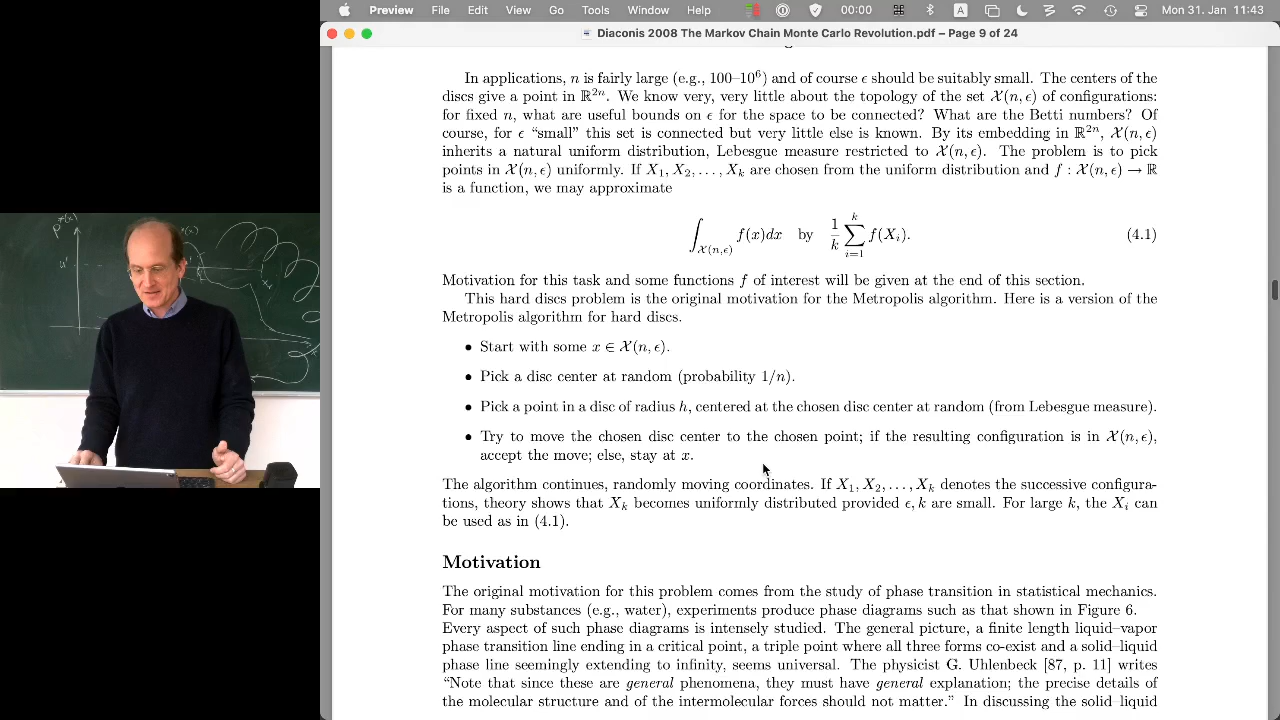 Preview File Edit View Go Tools Window Help 00:00 A Mon 31. Jan 11:43
Diaconis 2008 The Markov Chain Monte Carlo Revolution.pdf – Page 9 of 24
In applications, n is fairly large (e.g., 100–10⁶) and of course ϵ should be suitably small. The centers of the
discs give a point in ℝ²ⁿ. We know very, very little about the topology of the set 𝒳(n, ϵ) of configurations:
for fixed n, what are useful bounds on ϵ for the space to be connected? What are the Betti numbers? Of
course, for ϵ “small” this set is connected but very little else is known. By its embedding in ℝ²ⁿ, 𝒳(n, ϵ)
inherits a natural uniform distribution, Lebesgue measure restricted to 𝒳(n, ϵ). The problem is to pick
points in 𝒳(n, ϵ) uniformly. If X₁, X₂, . . . , Xₖ are chosen from the uniform distribution and f : 𝒳(n, ϵ) → ℝ
is a function, we may approximate
∫_𝒳(n,ϵ) f(x)dx by 1/k ∑_{i=1}^{k} f(Xᵢ). (4.1)
Motivation for this task and some functions f of interest will be given at the end of this section.
This hard discs problem is the original motivation for the Metropolis algorithm. Here is a version of the
Metropolis algorithm for hard discs.
• Start with some x ∈ 𝒳(n, ϵ).
• Pick a disc center at random (probability 1/n).
• Pick a point in a disc of radius h, centered at the chosen disc center at random (from Lebesgue measure).
• Try to move the chosen disc center to the chosen point; if the resulting configuration is in 𝒳(n, ϵ),
accept the move; else, stay at x.
The algorithm continues, randomly moving coordinates. If X₁, X₂, . . . , Xₖ denotes the successive configura-
tions, theory shows that Xₖ becomes uniformly distributed provided ϵ, k are small. For large k, the Xᵢ can
be used as in (4.1).
Motivation
The original motivation for this problem comes from the study of phase transition in statistical mechanics.
For many substances (e.g., water), experiments produce phase diagrams such as that shown in Figure 6.
Every aspect of such phase diagrams is intensely studied. The general picture, a finite length liquid–vapor
phase transition line ending in a critical point, a triple point where all three forms co-exist and a solid–liquid
phase line seemingly extending to infinity, seems universal. The physicist G. Uhlenbeck [87, p. 11] writes
“Note that since these are general phenomena, they must have general explanation; the precise details of
the molecular structure and of the intermolecular forces should not matter.” In discussing the solid–liquid